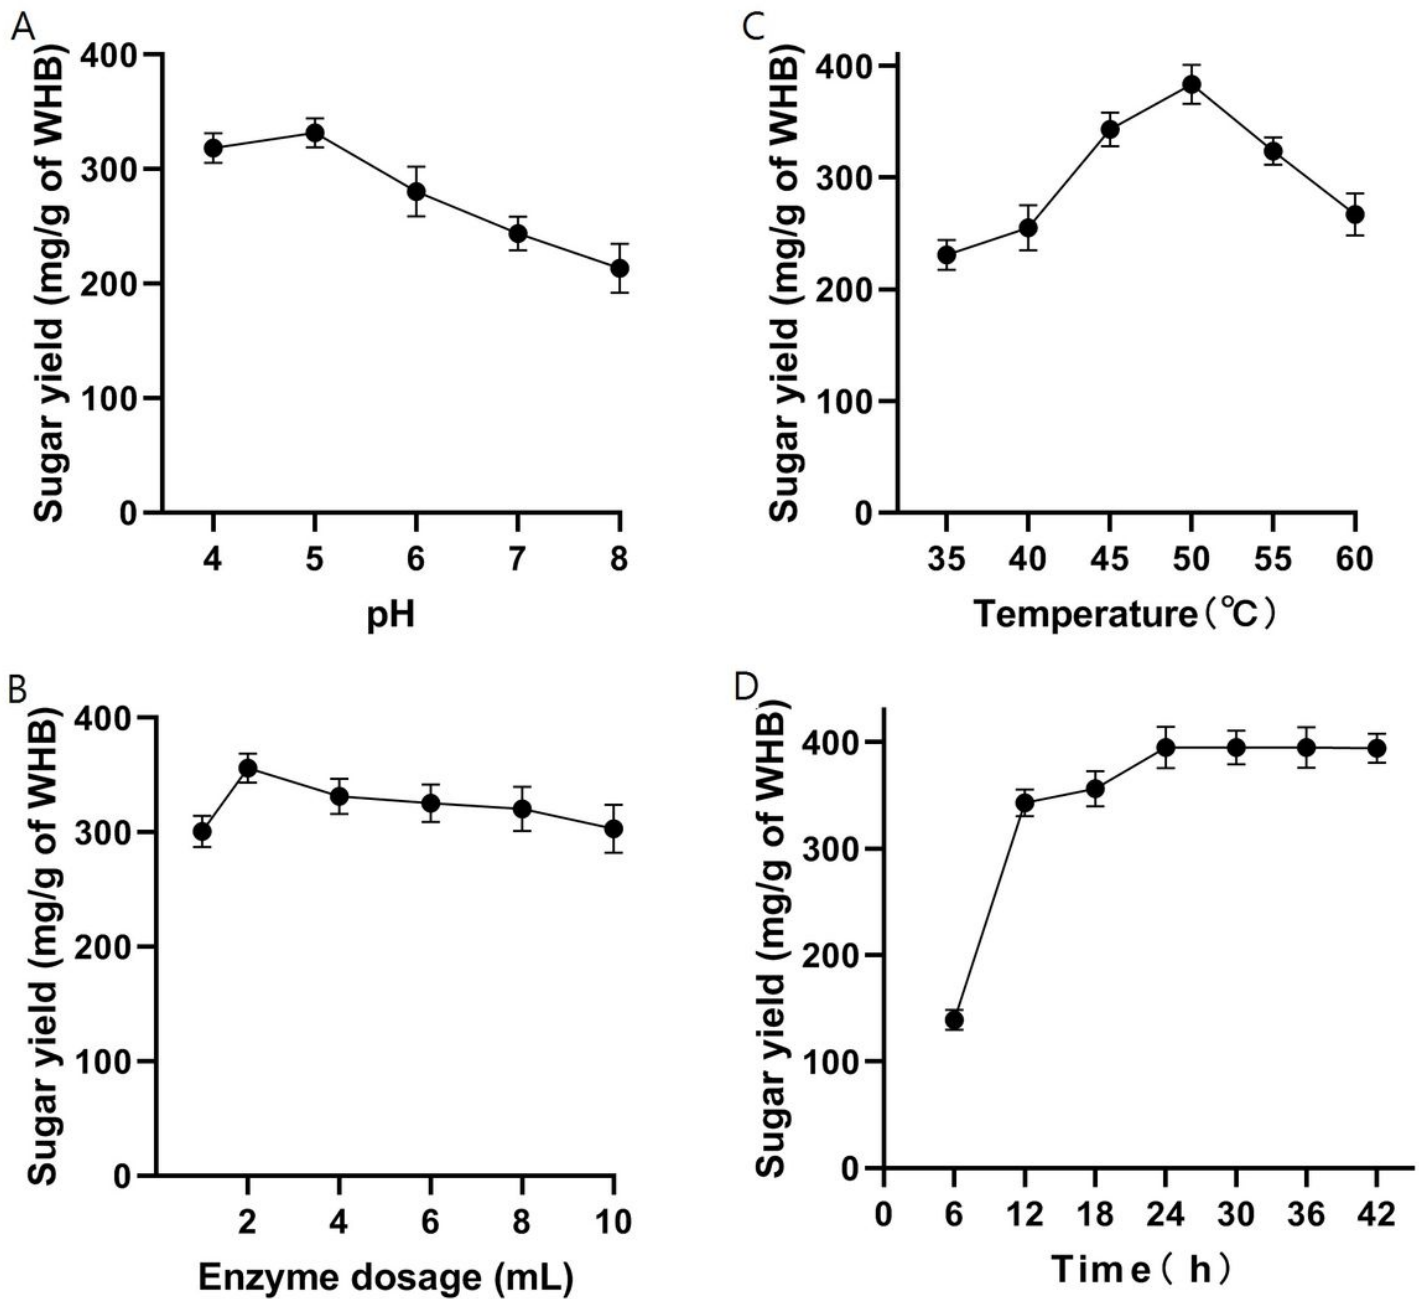 A
Sugar yield (mg/g of WHB)
400
300
200
100
0
4 5 6 7 8
pH
C
Sugar yield (mg/g of WHB)
400
300
200
100
0
35 40 45 50 55 60
Temperature（℃）
B
Sugar yield (mg/g of WHB)
400
300
200
100
0
2 4 6 8 10
Enzyme dosage (mL)
D
Sugar yield (mg/g of WHB)
400
300
200
100
0
0 6 12 18 24 30 36 42
Time（ h）